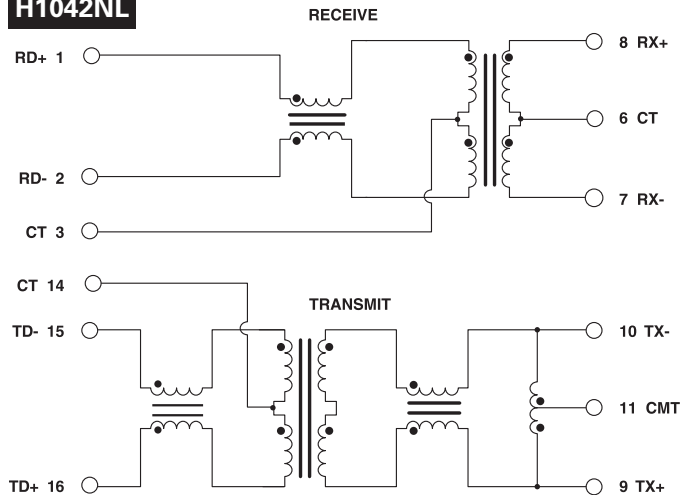 H1042NL
RECEIVE
RD+ 1
8 RX+
6 CT
RD- 2
7 RX-
CT 3
CT 14
TRANSMIT
TD- 15
10 TX-
11 CMT
TD+ 16
9 TX+